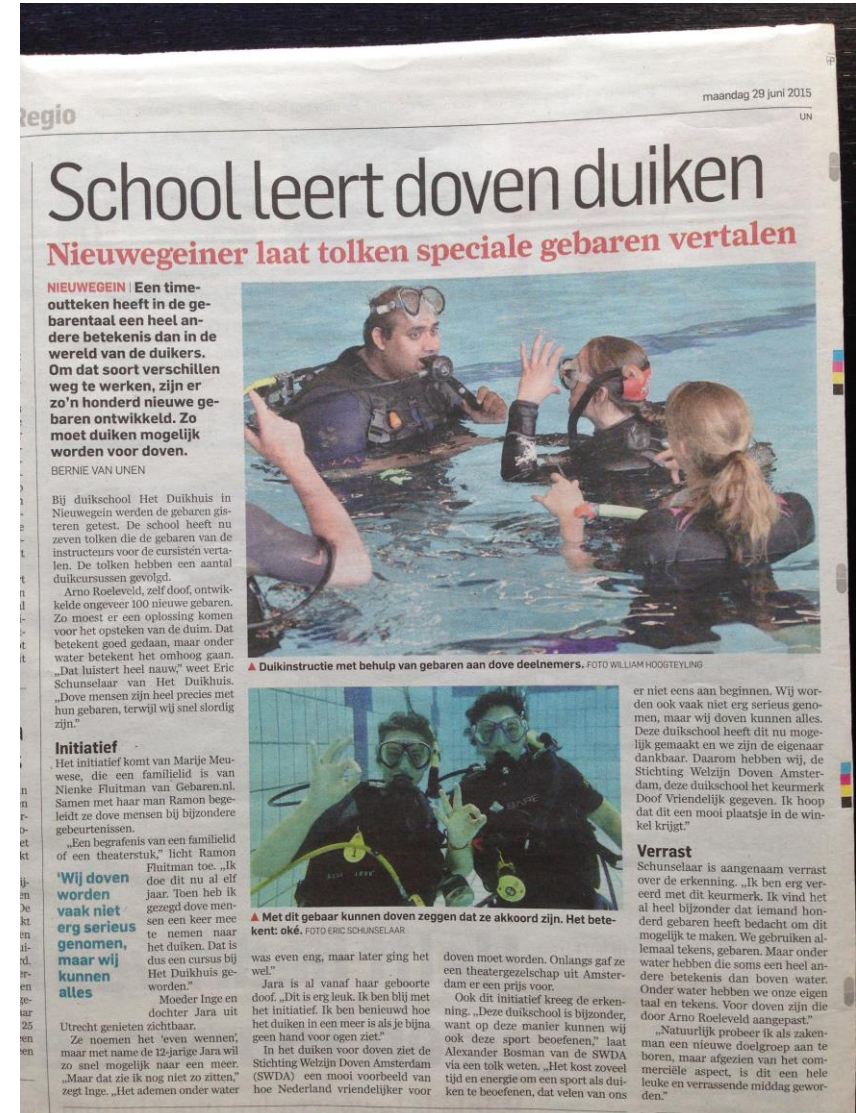 Regio
maandag 29 juni 2015
UN
School leert doven duiken
Nieuwegeiner laat tolken speciale gebaren vertalen
NIEUWEGEIN | Een time-
outteken heeft in de ge-
barentaal een heel an-
dere betekenis dan in de
wereld van de duikers.
Om dat soort verschillen
weg te werken, zijn er
zo’n honderd nieuwe ge-
baren ontwikkeld. Zo
moet duiken mogelijk
worden voor doven.
BERNIE VAN UNEN
Bij duikschool Het Duikhuis in
Nieuwegein werden de gebaren gis-
teren getest. De school heeft nu
zeven tolken die de gebaren van de
instructeurs voor de cursisten verta-
len. De tolken hebben een aantal
duikcursussen gevolgd.
Arno Roeleveld, zelf doof, ontwik-
kelde ongeveer 100 nieuwe gebaren.
Zo moest er een oplossing komen
voor het opsteken van de duim. Dat
betekent goed gedaan, maar onder
water betekent het omhoog gaan.
„Dat luistert heel nauw,” weet Eric
Schunselaar van Het Duikhuis.
„Dove mensen zijn heel precies met
hun gebaren, terwijl wij snel slordig
zijn.”
Initiatief
Het initiatief komt van Marije Meu-
wese, die een familielid is van
Nienke Fluitman van Gebaren.nl.
Samen met haar man Ramon bege-
leidt ze dove mensen bij bijzondere
gebeurtenissen.
„Een begrafenis van een familielid
of een theaterstuk,” licht Ramon
Fluitman toe. „Ik
doe dit nu al elf
jaar. Toen heb ik
gezegd dove men-
sen een keer mee
te nemen naar
het duiken. Dat is
dus een cursus bij
Het Duikhuis ge-
worden.”
Moeder Inge en
dochter Jara uit
Utrecht genieten zichtbaar.
Ze noemen het ‘even wennen’,
maar met name de 12-jarige Jara wil
zo snel mogelijk naar een meer.
„Maar dat zie ik nog niet zo zitten,”
zegt Inge. „Het ademen onder water
‘Wij doven
worden
vaak niet
erg serieus
genomen,
maar wij
kunnen
alles
▲ Duikinstructie met behulp van gebaren aan dove deelnemers. FOTO WILLIAM HOOGTEYLING
▲ Met dit gebaar kunnen doven zeggen dat ze akkoord zijn. Het bete-
kent: oké. FOTO ERIC SCHUNSELAAR
BARE
was even eng, maar later ging het
wel.”
Jara is al vanaf haar geboorte
doof. „Dit is erg leuk. Ik ben blij met
het initiatief. Ik ben benieuwd hoe
het duiken in een meer is als je bijna
geen hand voor ogen ziet.”
In het duiken voor doven ziet de
Stichting Welzijn Doven Amsterdam
(SWDA) een mooi voorbeeld van
hoe Nederland vriendelijker voor
doven moet worden. Onlangs gaf ze
een theatergezelschap uit Amster-
dam er een prijs voor.
Ook dit initiatief kreeg de erken-
ning. „Deze duikschool is bijzonder,
want op deze manier kunnen wij
ook deze sport beoefenen,” laat
Alexander Bosman van de SWDA
via een tolk weten. „Het kost zoveel
tijd en energie om een sport als dui-
ken te beoefenen, dat velen van ons
er niet eens aan beginnen. Wij wor-
den ook vaak niet erg serieus geno-
men, maar wij doven kunnen alles.
Deze duikschool heeft dit nu moge-
lijk gemaakt en we zijn de eigenaar
dankbaar. Daarom hebben wij, de
Stichting Welzijn Doven Amster-
dam, deze duikschool het keurmerk
Doof Vriendelijk gegeven. Ik hoop
dat dit een mooi plaatsje in de win-
kel krijgt.”
Verrast
Schunselaar is aangenaam verrast
over de erkenning. „Ik ben erg ver-
eerd met dit keurmerk. Ik vind het
al heel bijzonder dat iemand hon-
derd gebaren heeft bedacht om dit
mogelijk te maken. We gebruiken al-
lemaal tekens, gebaren. Maar onder
water hebben die soms een heel an-
dere betekenis dan boven water.
Onder water hebben we onze eigen
taal en tekens. Voor doven zijn die
door Arno Roeleveld aangepast.”
„Natuurlijk probeer ik als zaken-
man een nieuwe doelgroep aan te
boren, maar afgezien van het com-
merciële aspect, is dit een hele
leuke en verrassende middag gewor-
den.”